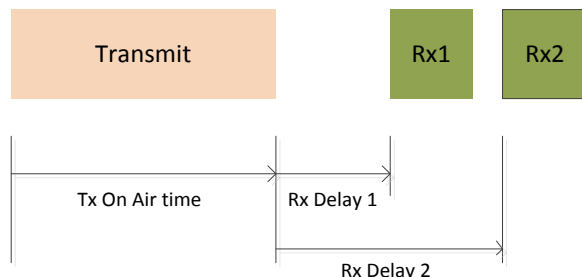 Transmit
Rx1
Rx2
Tx On Air time
Rx Delay 1
Rx Delay 2